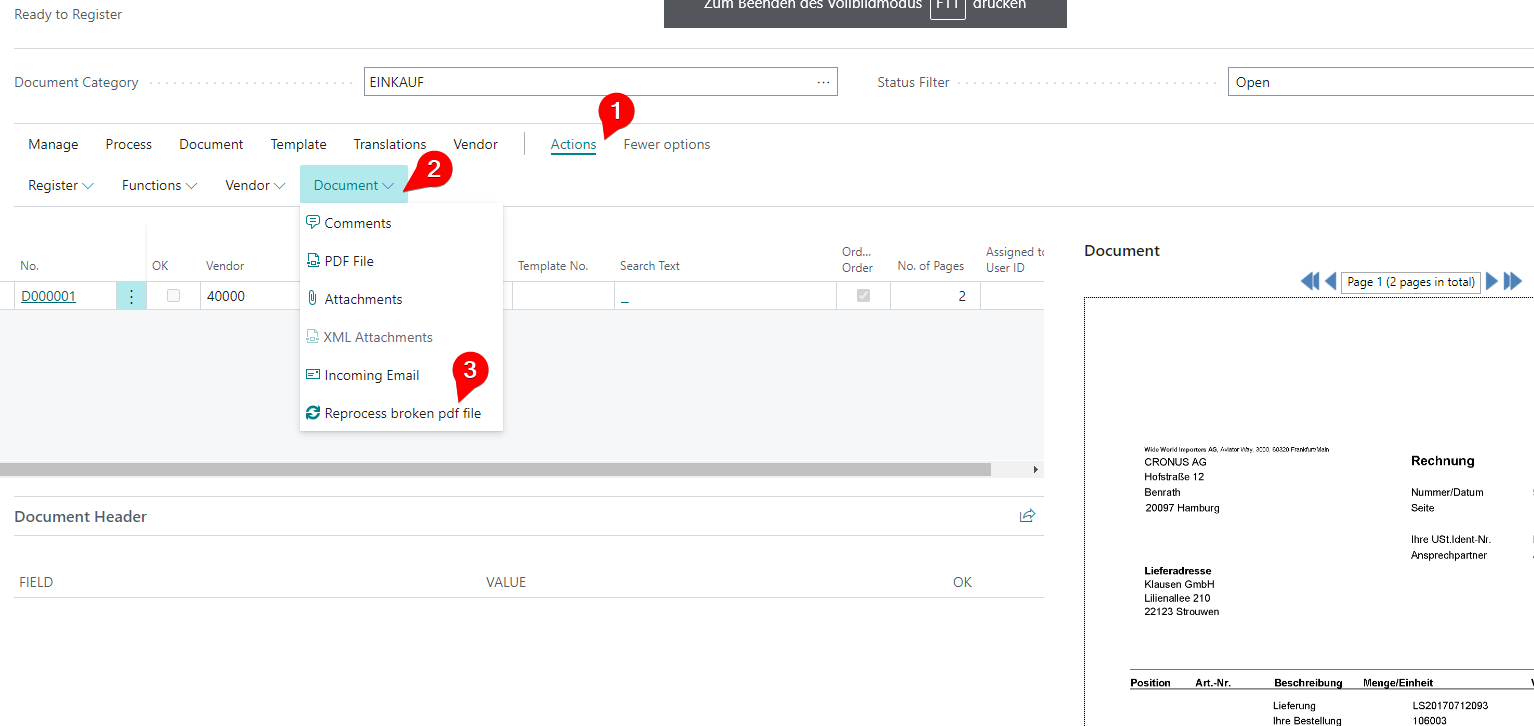 Ready to Register
Zum Beenden des Vollbildmodus F11 drücken
Document Category EINKAUF ... Status Filter Open
1
Manage Process Document Template Translations Vendor Actions Fewer options
2
Register Functions Vendor Document
Comments
PDF File
Attachments
XML Attachments
Incoming Email
3
Reprocess broken pdf file
No. OK Vendor Template No. Search Text Ord... Order No. of Pages Assigned to User ID
D000001 40000 _ 2
Document
Page 1 (2 pages in total)
Wide World Importers AG, Aviator Way, 3000, 60320 Frankfurt/Main
CRONUS AG
Hofstraße 12
Benrath
20097 Hamburg
Rechnung
Nummer/Datum
Seite
Ihre USt.Ident-Nr.
Ansprechpartner
Lieferadresse
Klausen GmbH
Lilienallee 210
22123 Strouwen
Position Art.-Nr. Beschreibung Menge/Einheit
Lieferung LS20170712093
Ihre Bestellung 106003
Document Header
FIELD VALUE OK